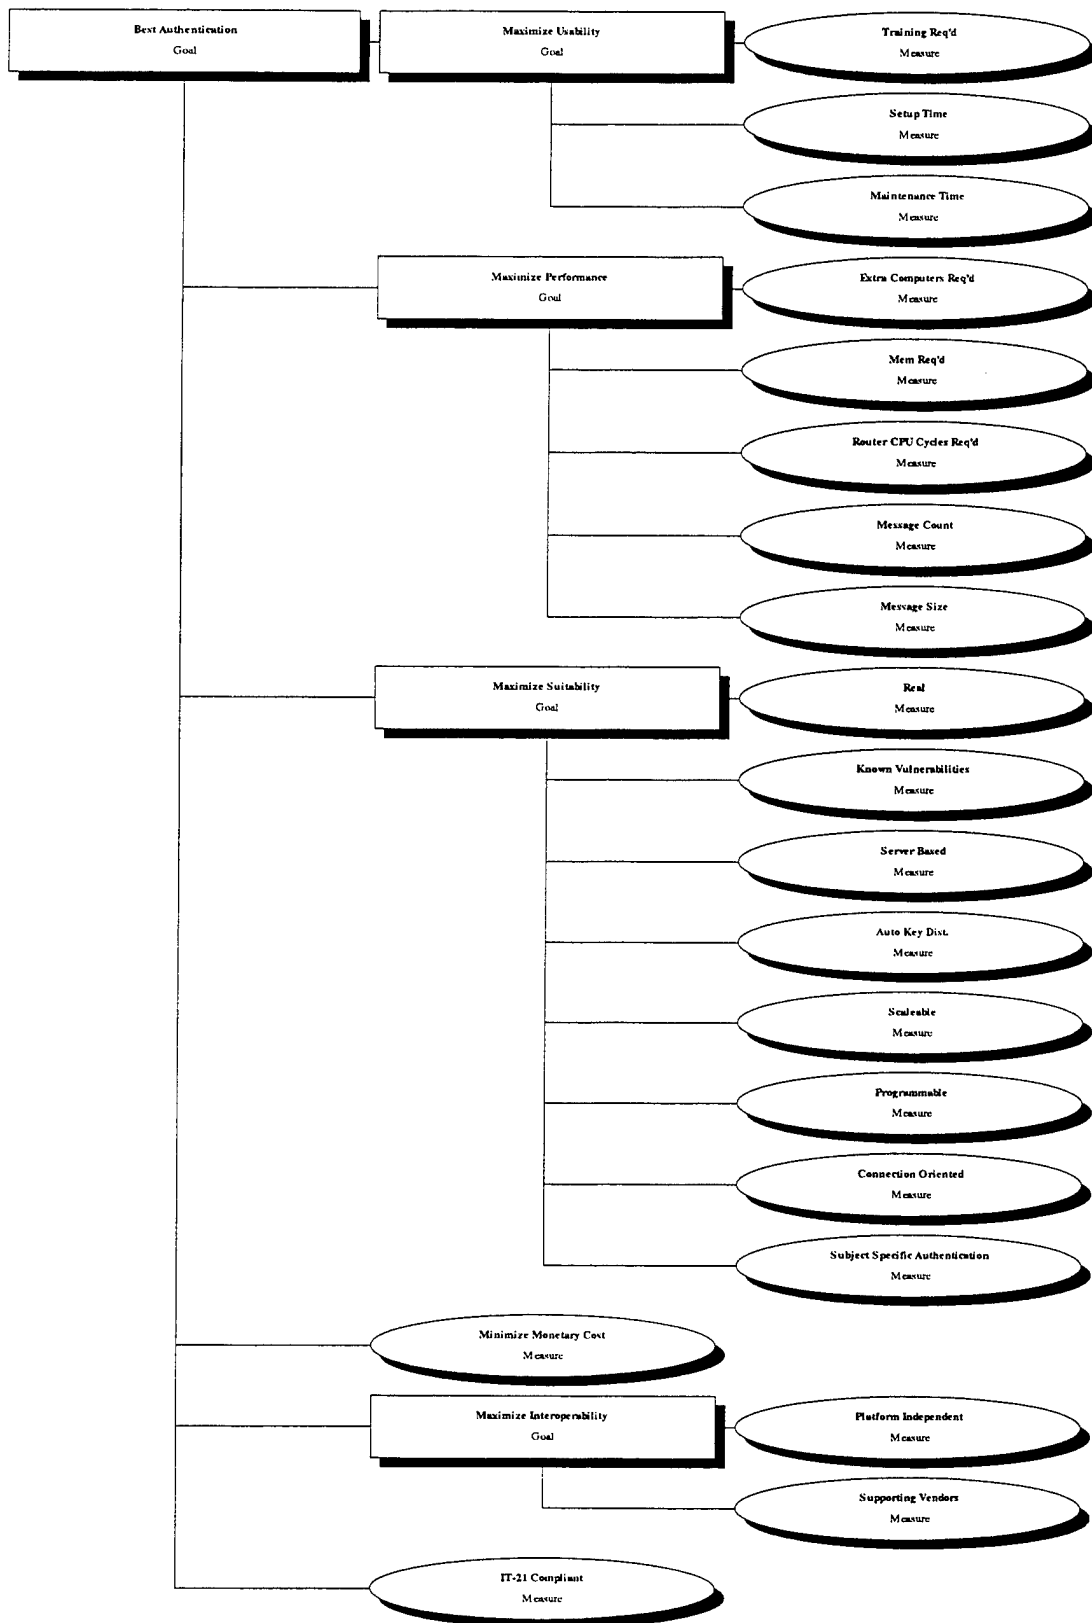 Best Authentication
Goal
Maximize Usability
Goal
Training Req'd
Measure
Setup Time
Measure
Maintenance Time
Measure
Maximize Performance
Goal
Extra Computers Req'd
Measure
Mem Req'd
Measure
Router CPU Cycles Req'd
Measure
Message Count
Measure
Message Size
Measure
Maximize Suitability
Goal
Real
Measure
Known Vulnerabilities
Measure
Server Based
Measure
Auto Key Dist.
Measure
Scaleable
Measure
Programmable
Measure
Connection Oriented
Measure
Subject Specific Authentication
Measure
Minimize Monetary Cost
Measure
Maximize Interoperability
Goal
Platform Independent
Measure
Supporting Vendors
Measure
IT-21 Compliant
Measure